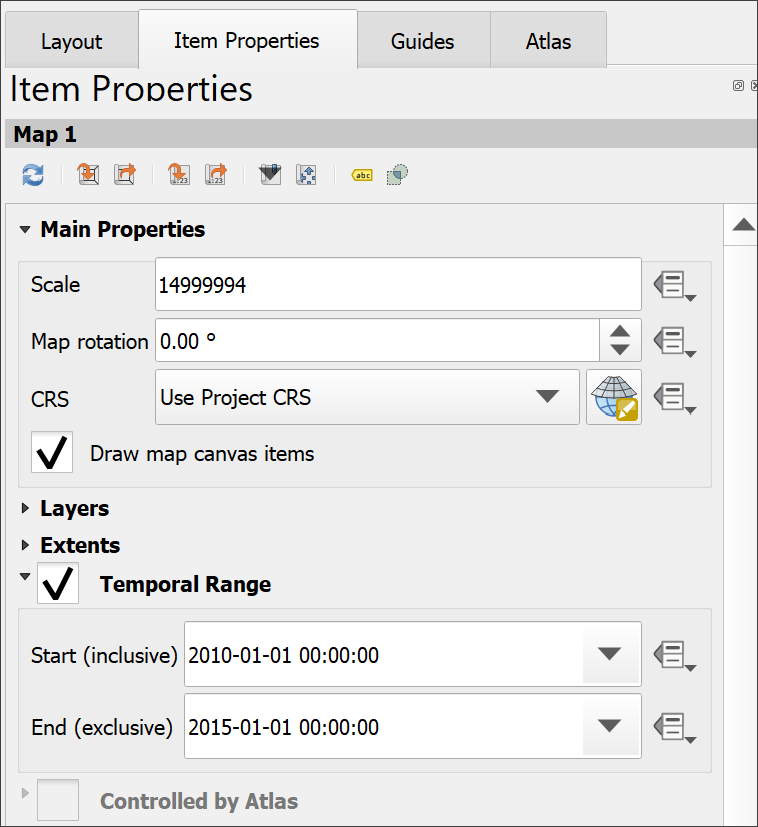 Layout Item Properties Guides Atlas
Item Properties
Map 1
abc
Main Properties
Scale 14999994
Map rotation 0.00 °
CRS Use Project CRS
Draw map canvas items
Layers
Extents
Temporal Range
Start (inclusive) 2010-01-01 00:00:00
End (exclusive) 2015-01-01 00:00:00
Controlled by Atlas